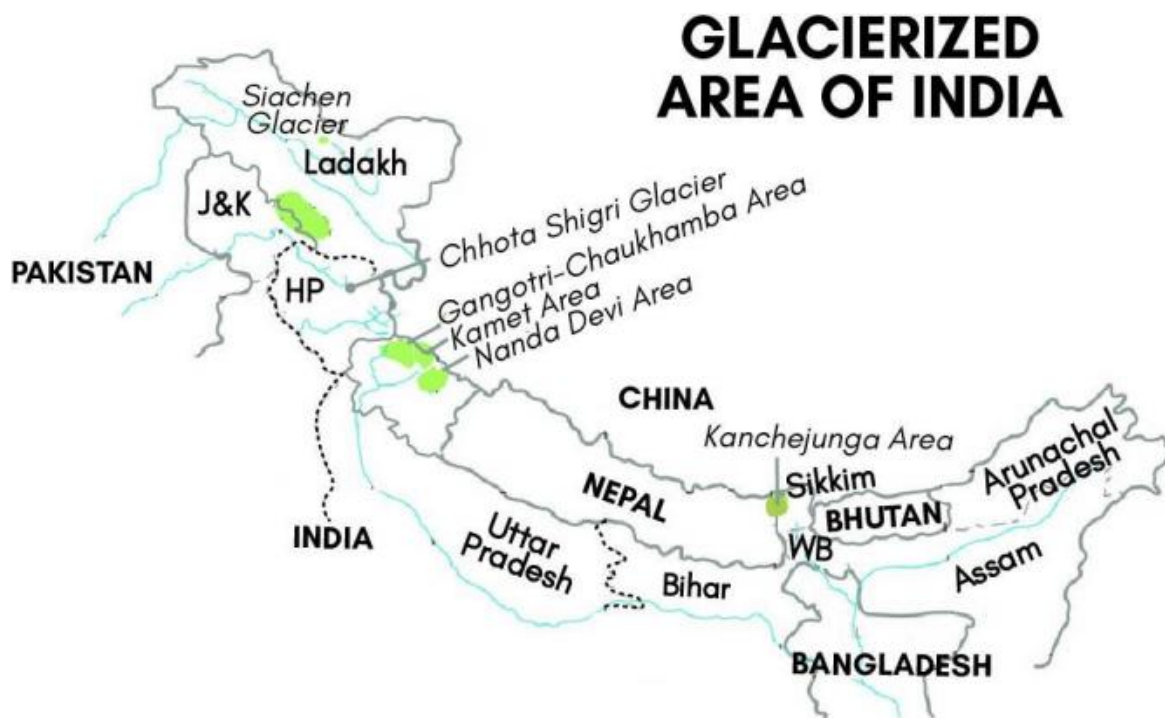 GLACIERIZED
AREA OF INDIA
Siachen
Glacier
Ladakh
J&K
Chhota Shigri Glacier
Gangotri-Chaukhamba Area
Kamet Area
Nanda Devi Area
PAKISTAN
HP
CHINA
Kanchejunga Area
Sikkim
Arunachal
Pradesh
NEPAL
BHUTAN
INDIA
Uttar
Pradesh
WB
Assam
Bihar
BANGLADESH